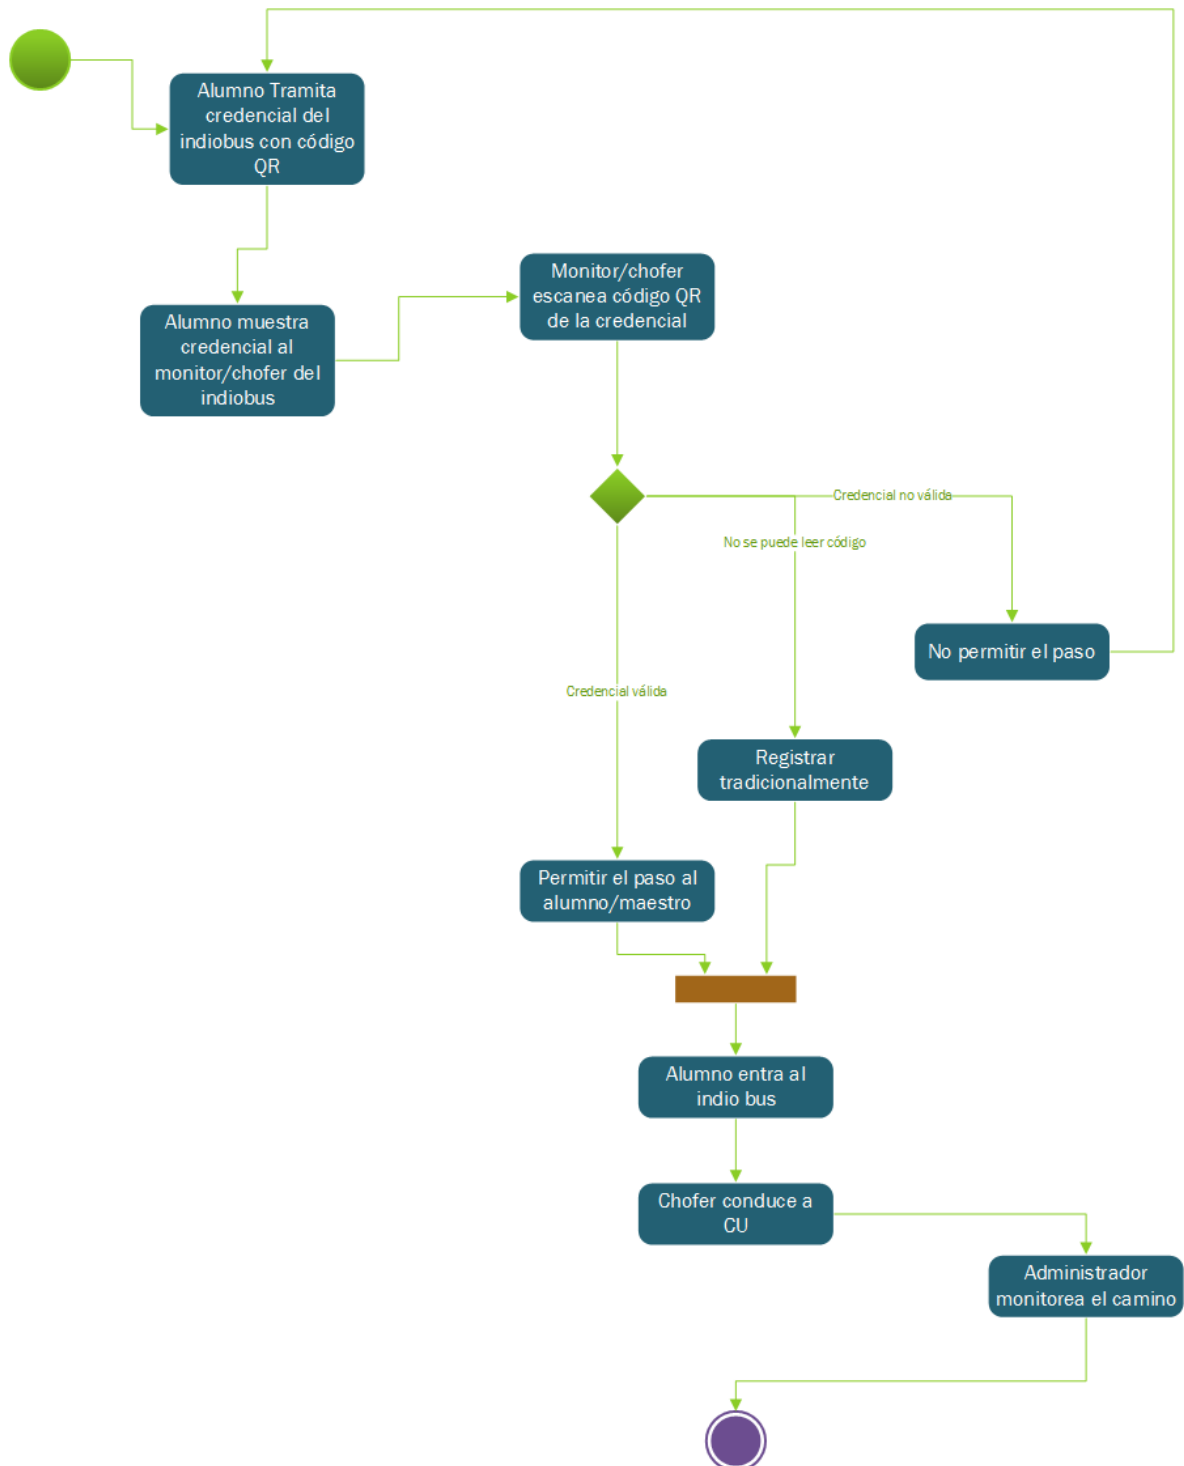 Alumno Tramita
credencial del
indiobus con código
QR
Alumno muestra
credencial al
monitor/chofer del
indiobus
Monitor/chofer
escanea código QR
de la credencial
Credencial no válida
No se puede leer código
No permitir el paso
Credencial válida
Registrar
tradicionalmente
Permitir el paso al
alumno/maestro
Alumno entra al
indio bus
Chofer conduce a
CU
Administrador
monitorea el camino